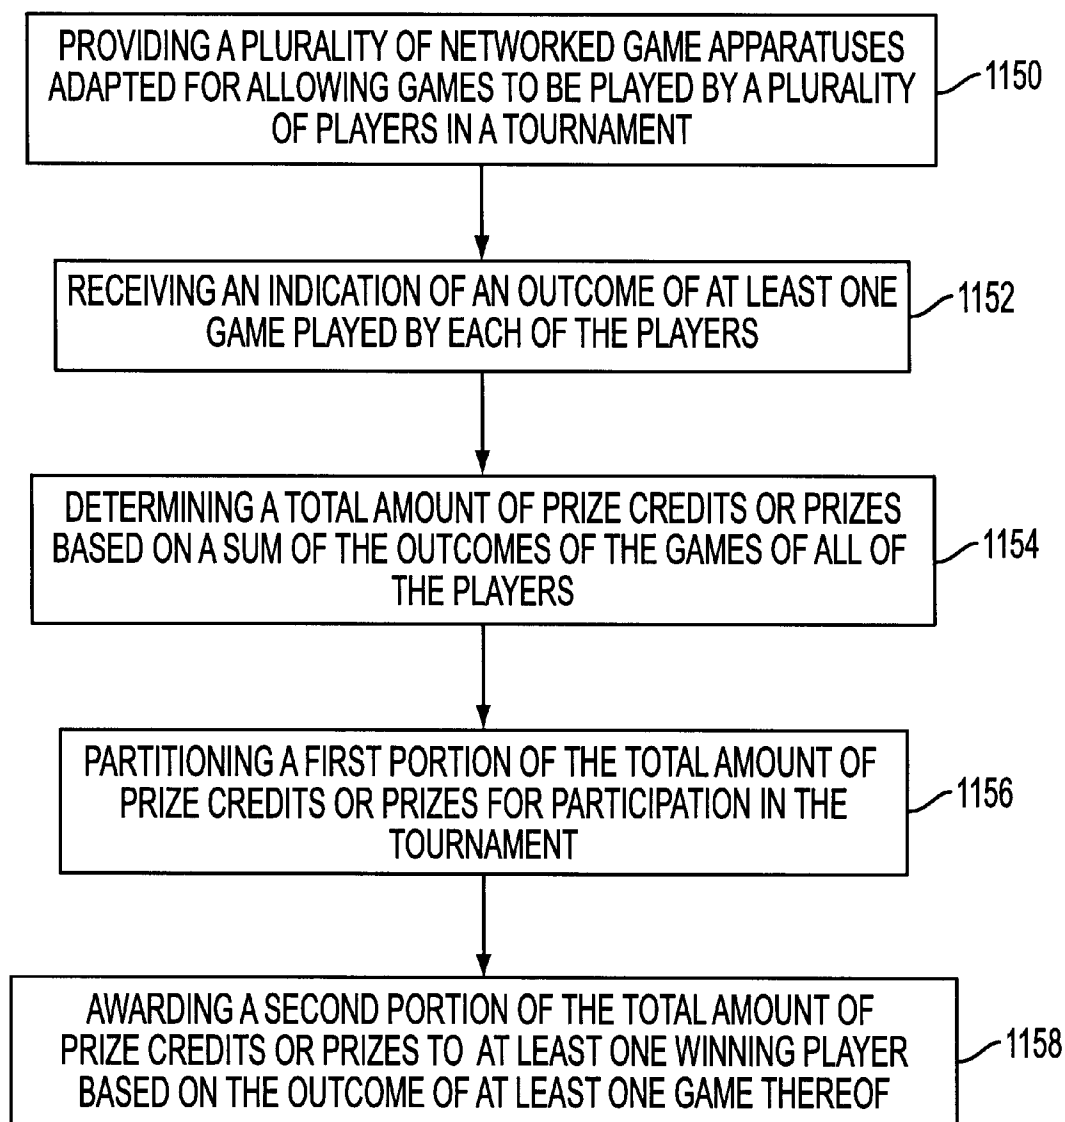 PROVIDING A PLURALITY OF NETWORKED GAME APPARATUSES
ADAPTED FOR ALLOWING GAMES TO BE PLAYED BY A PLURALITY
OF PLAYERS IN A TOURNAMENT
1150
RECEIVING AN INDICATION OF AN OUTCOME OF AT LEAST ONE
GAME PLAYED BY EACH OF THE PLAYERS
1152
DETERMINING A TOTAL AMOUNT OF PRIZE CREDITS OR PRIZES
BASED ON A SUM OF THE OUTCOMES OF THE GAMES OF ALL OF
THE PLAYERS
1154
PARTITIONING A FIRST PORTION OF THE TOTAL AMOUNT OF
PRIZE CREDITS OR PRIZES FOR PARTICIPATION IN THE
TOURNAMENT
1156
AWARDING A SECOND PORTION OF THE TOTAL AMOUNT OF
PRIZE CREDITS OR PRIZES TO AT LEAST ONE WINNING PLAYER
BASED ON THE OUTCOME OF AT LEAST ONE GAME THEREOF
1158